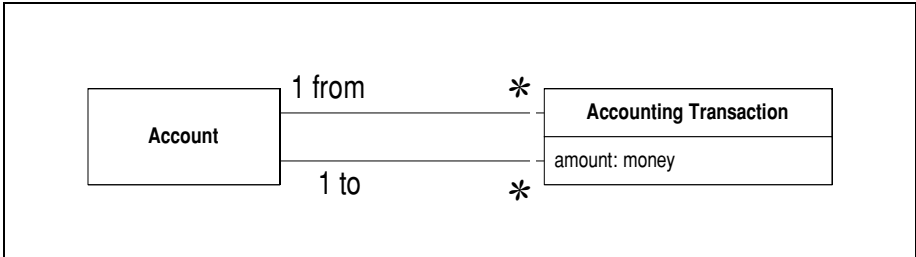 1 from
*
Accounting Transaction
Account
amount: money
1 to
*